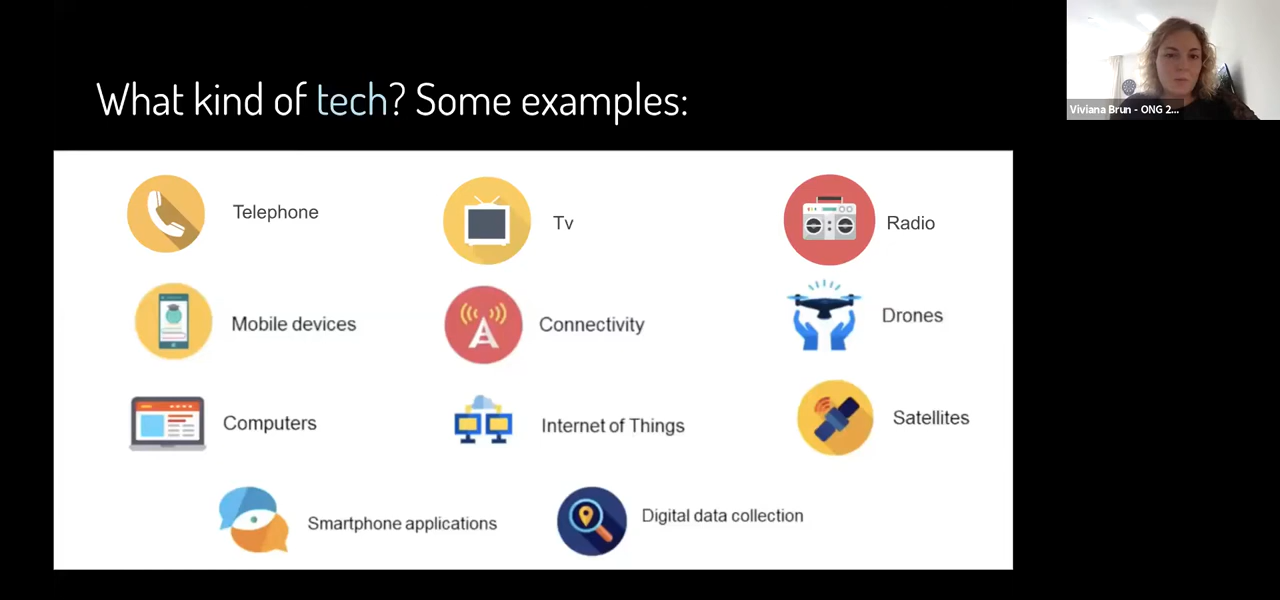 What kind of tech? Some examples:
Viviana Brun - ONG 2...
Telephone
Tv
Radio
Mobile devices
Connectivity
Drones
Computers
Internet of Things
Satellites
Smartphone applications
Digital data collection